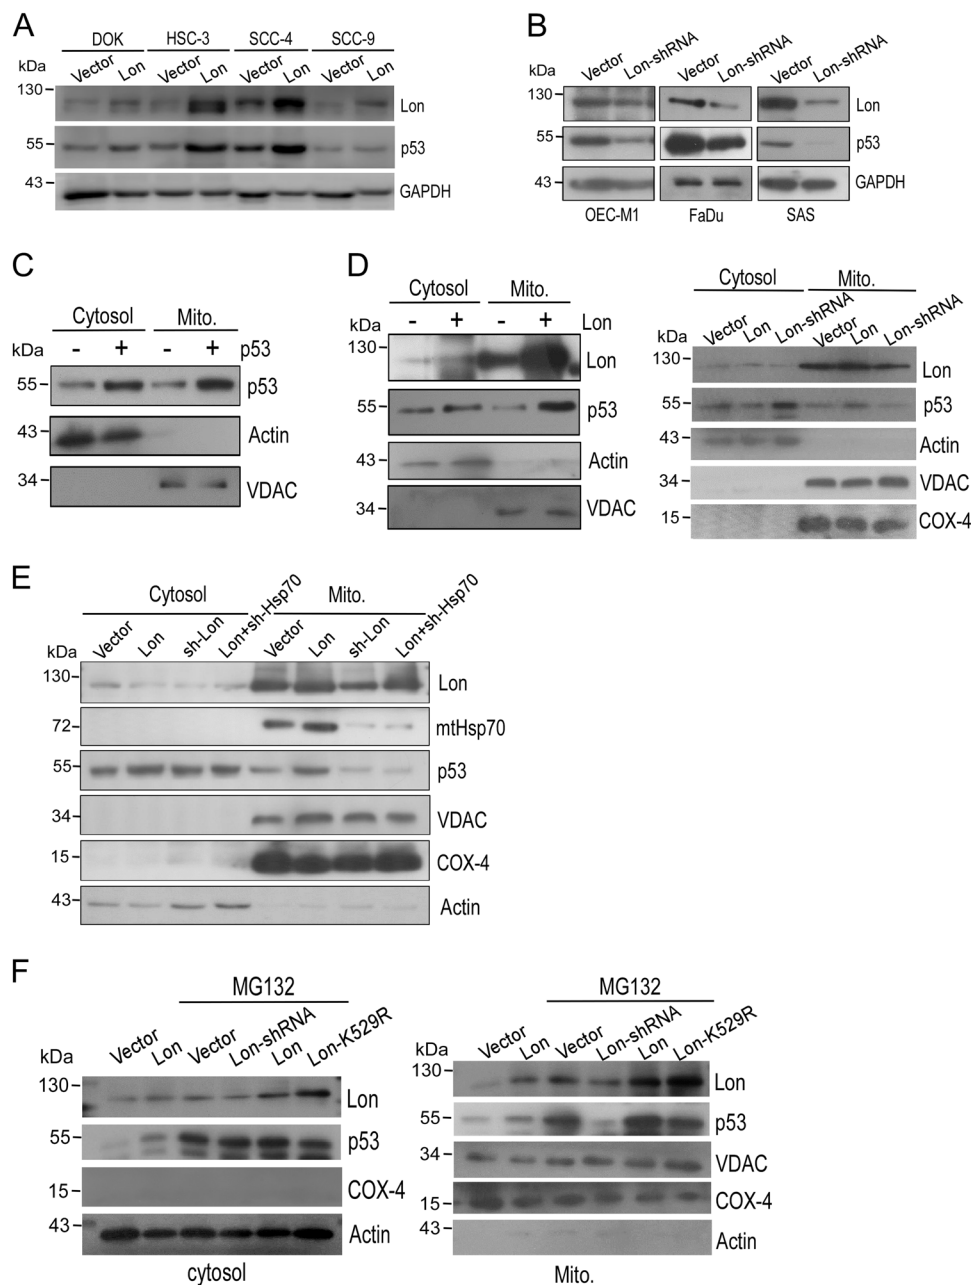 A
DOK HSC-3 SCC-4 SCC-9
kDa Vector Lon Vector Lon Vector Lon Vector Lon
130 Lon
55 p53
43 GAPDH
B
Vector Lon-shRNA Vector Lon-shRNA Vector Lon-shRNA
kDa
130 Lon
55 p53
43 GAPDH
OEC-M1 FaDu SAS
C
Cytosol Mito.
kDa - + - + p53
55 p53
43 Actin
34 VDAC
D
Cytosol Mito.
kDa - + - + Lon
130 Lon
55 p53
43 Actin
34 VDAC
Cytosol Mito.
kDa Vector Lon Lon-shRNA Vector Lon Lon-shRNA
130 Lon
55 p53
43 Actin
34 VDAC
15 COX-4
E
Cytosol Mito.
kDa Vector Lon sh-Lon Lon+sh-Hsp70 Vector Lon sh-Lon Lon+sh-Hsp70
130 Lon
72 mtHsp70
55 p53
34 VDAC
15 COX-4
43 Actin
F
MG132
kDa Vector Lon Vector Lon-shRNA Lon Lon-K529R
130 Lon
55 p53
15 COX-4
43 Actin
cytosol
MG132
kDa Vector Lon Vector Lon-shRNA Lon Lon-K529R
130 Lon
55 p53
34 VDAC
15 COX-4
43 Actin
Mito.